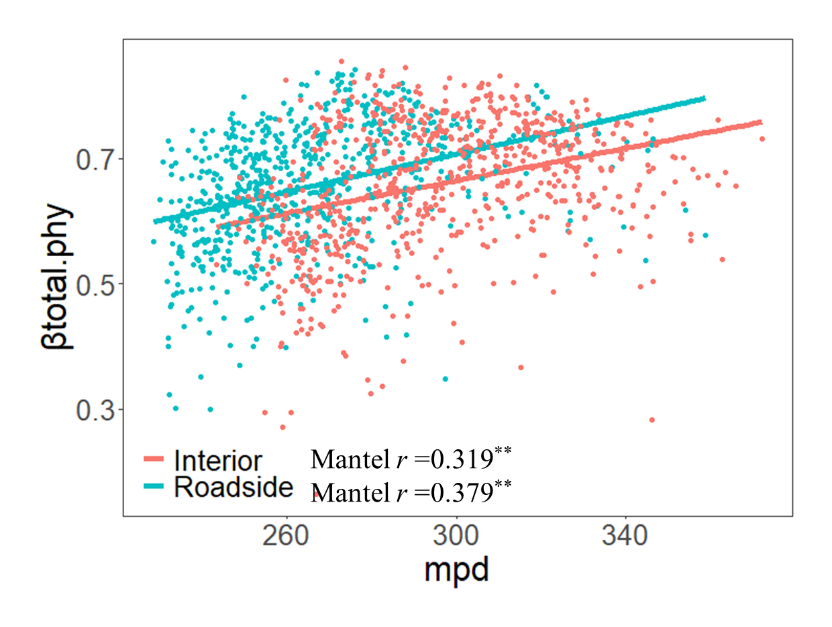 βtotal.phy
0.7
0.5
0.3
Interior Mantel r =0.319**
Roadside Mantel r =0.379**
260 300 340
mpd